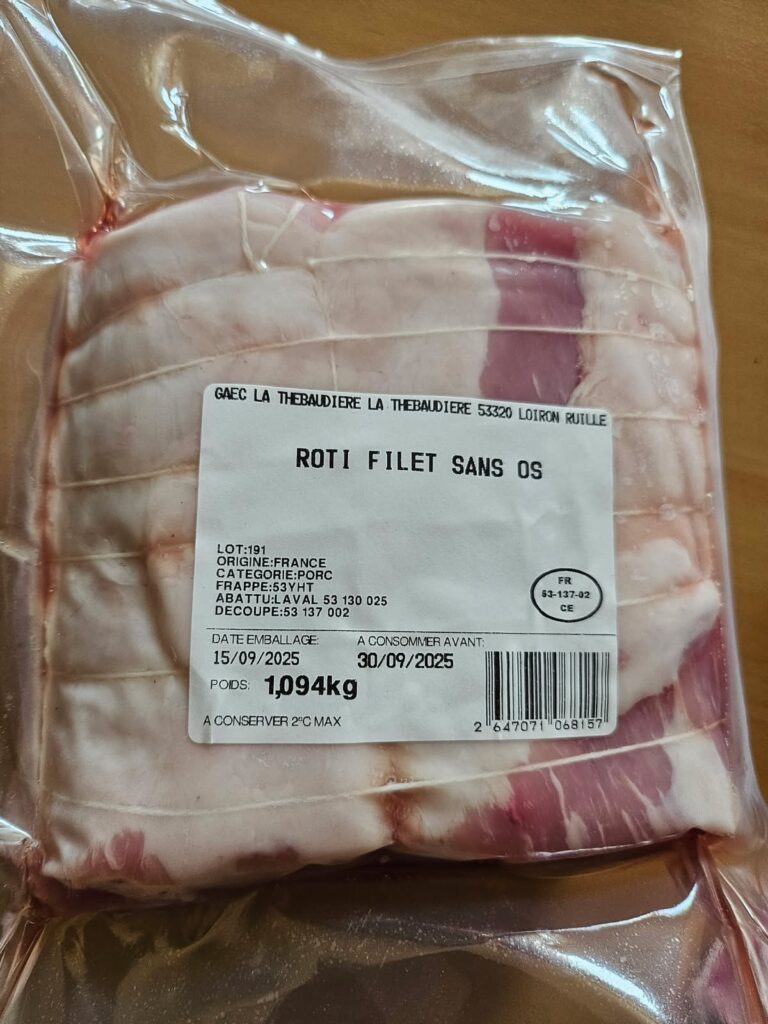 GAEC LA THEBAUDIERE LA THEBAUDIERE 53320 LOIRON RUILLE
ROTI FILET SANS OS
LOT:191
ORIGINE:FRANCE
CATEGORIE:PORC
FRAPPE:53YHT
ABATTU:LAVAL 53 130 025
DECOUPE:53 137 002
FR
53-137-02
CE
DATE EMBALLAGE: A CONSOMMER AVANT:
15/09/2025 30/09/2025
POIDS: 1,094kg
A CONSERVER 2°C MAX
2 647071 068157